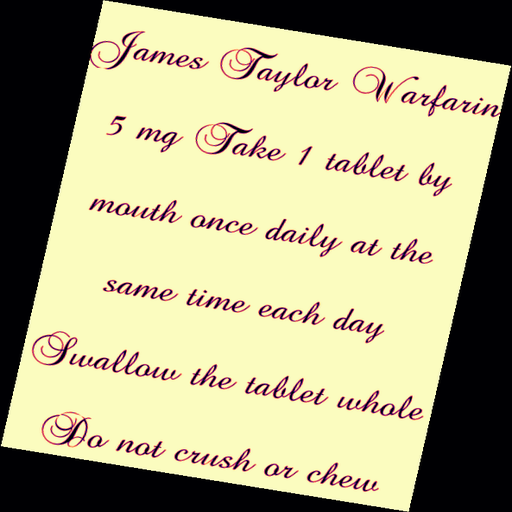 James Taylor Warfarin
5 mg Take 1 tablet by
mouth once daily at the
same time each day
Swallow the tablet whole
Do not crush or chew